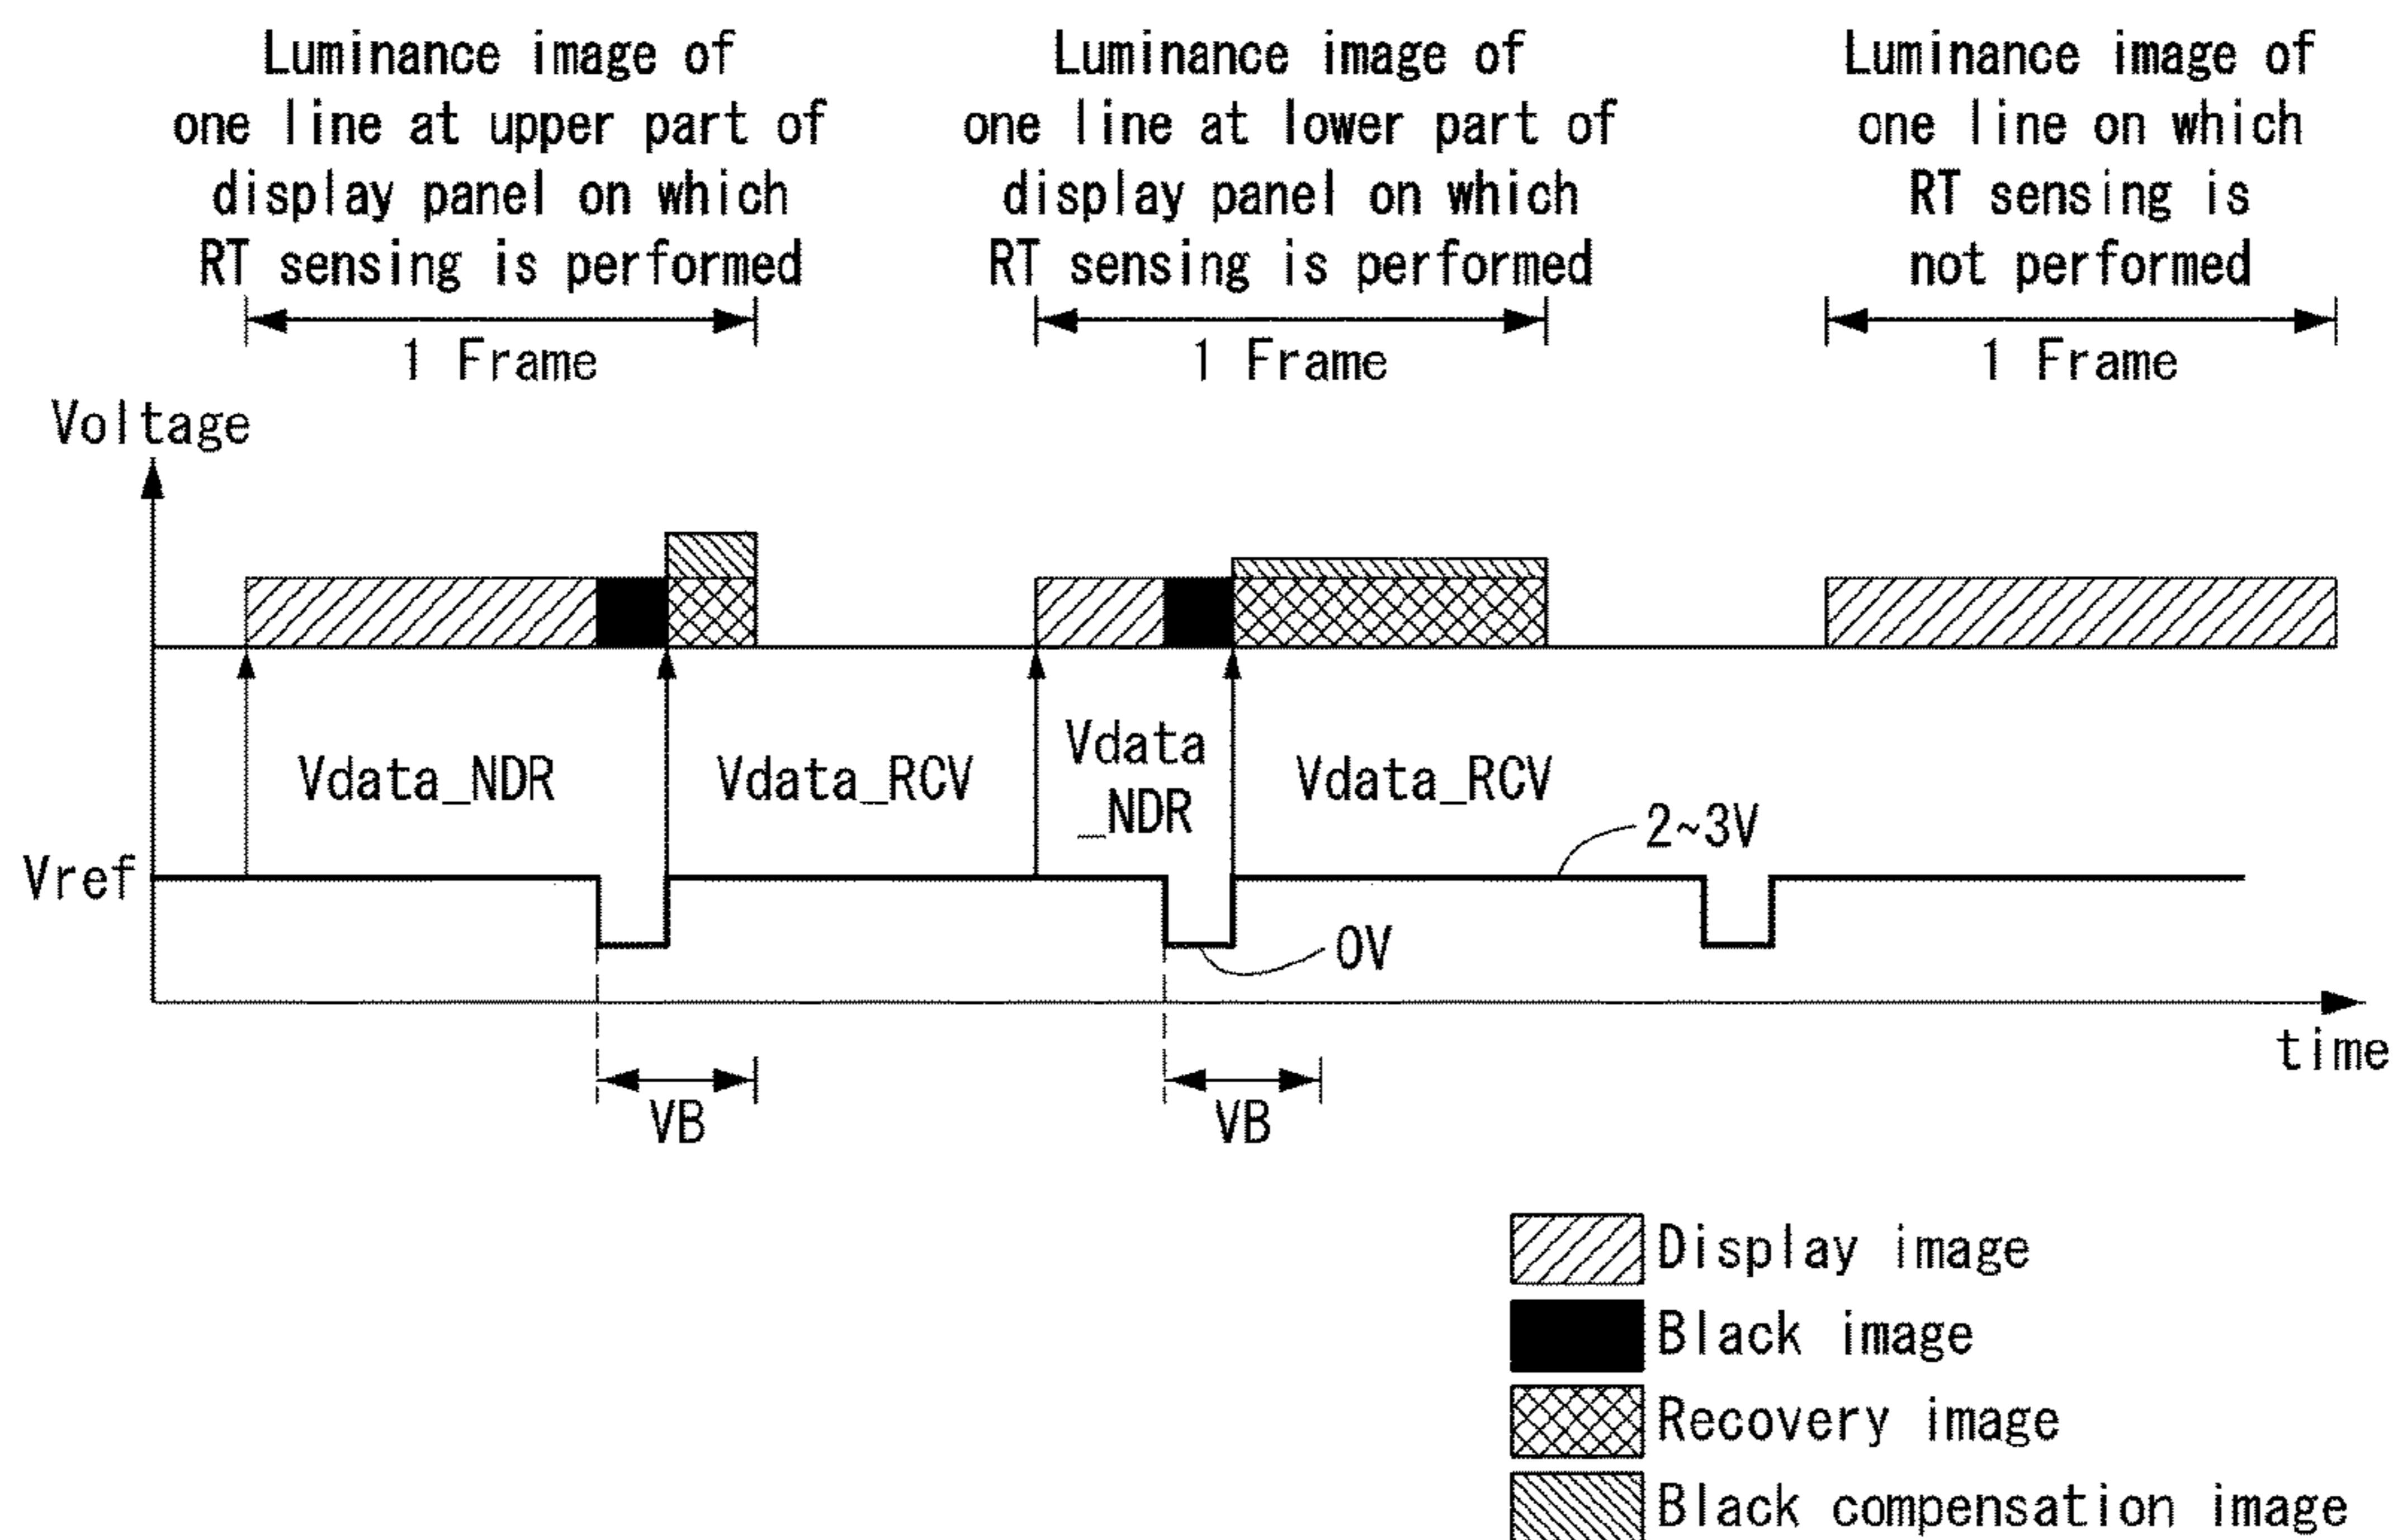 Luminance image of
one line at upper part of
display panel on which
RT sensing is performed
1 Frame
Luminance image of
one line at lower part of
display panel on which
RT sensing is performed
1 Frame
Luminance image of
one line on which
RT sensing is
not performed
1 Frame
Voltage
Vdata_NDR
Vdata_RCV
Vdata
_NDR
Vdata_RCV
2~3V
Vref
0V
time
VB
VB
Display image
Black image
Recovery image
Black compensation image